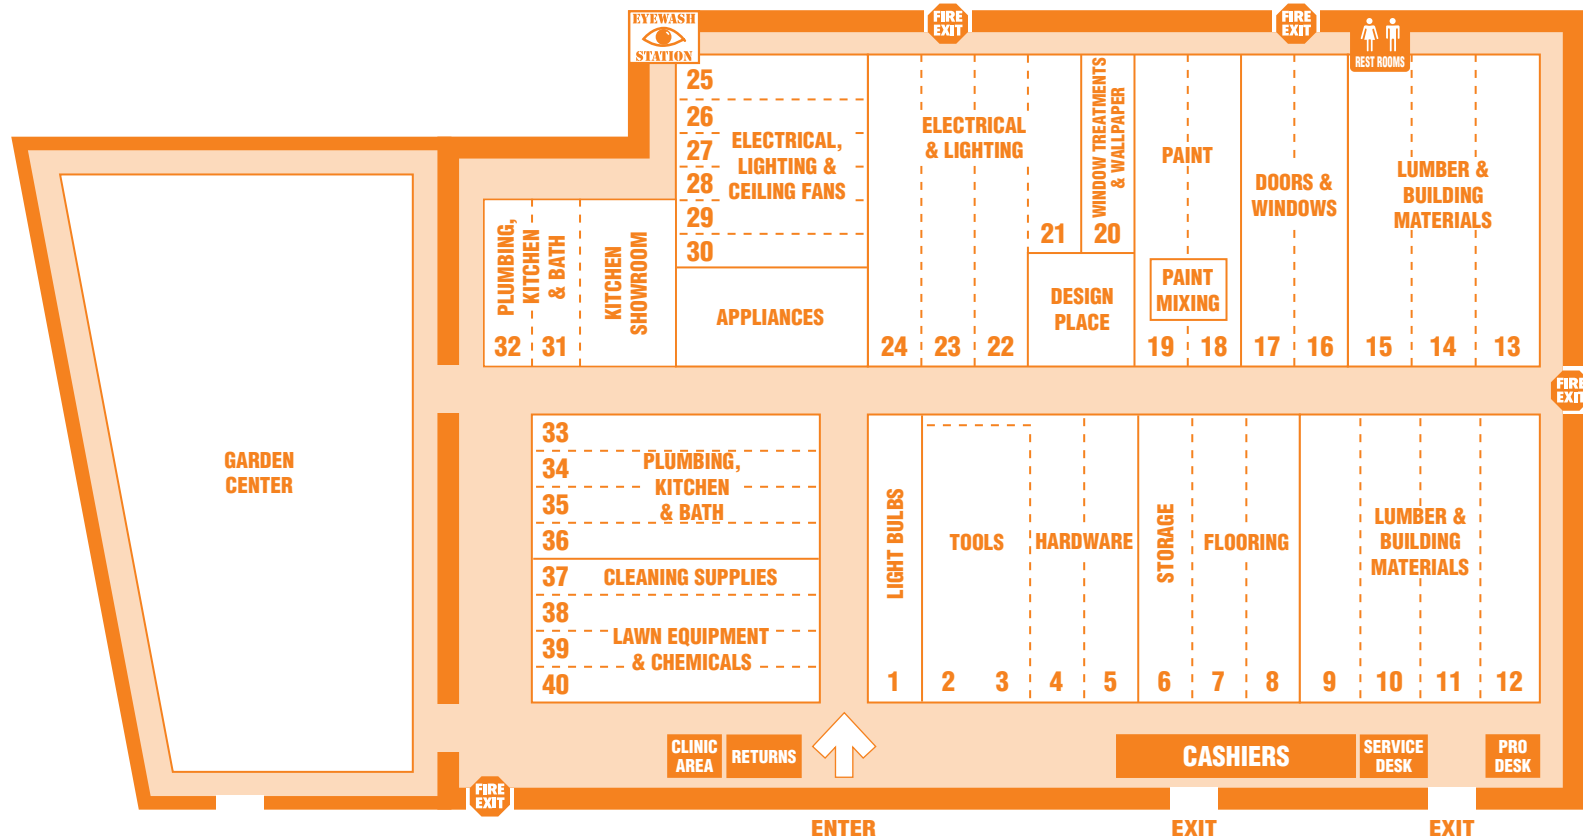 EYEWASH
STATION
FIRE
EXIT
FIRE
EXIT
REST ROOMS
25
26
27
28
29
30
ELECTRICAL,
LIGHTING &
CEILING FANS
ELECTRICAL
& LIGHTING
21
WINDOW TREATMENTS
& WALLPAPER
20
PAINT
DOORS &
WINDOWS
LUMBER &
BUILDING
MATERIALS
PLUMBING,
KITCHEN
& BATH
32
31
KITCHEN
SHOWROOM
APPLIANCES
24
23
22
DESIGN
PLACE
PAINT
MIXING
19
18
17
16
15
14
13
FIRE
EXIT
GARDEN
CENTER
33
34
35
36
PLUMBING,
KITCHEN
& BATH
37
CLEANING SUPPLIES
38
39
40
LAWN EQUIPMENT
& CHEMICALS
LIGHT BULBS
TOOLS
HARDWARE
STORAGE
FLOORING
LUMBER &
BUILDING
MATERIALS
1
2
3
4
5
6
7
8
9
10
11
12
CLINIC
AREA
RETURNS
CASHIERS
SERVICE
DESK
PRO
DESK
FIRE
EXIT
ENTER
EXIT
EXIT